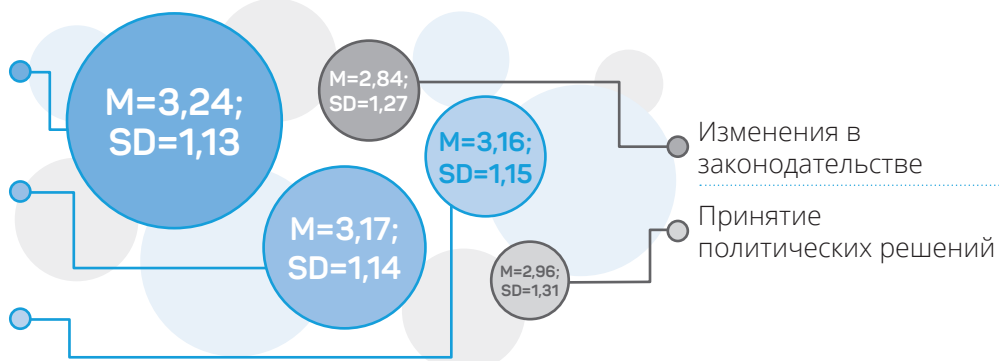 M=3,24;
SD=1,13
M=2,84;
SD=1,27
M=3,16;
SD=1,15
M=3,17;
SD=1,14
M=2,96;
SD=1,31
Изменения в
законодательстве
Принятие
политических решений